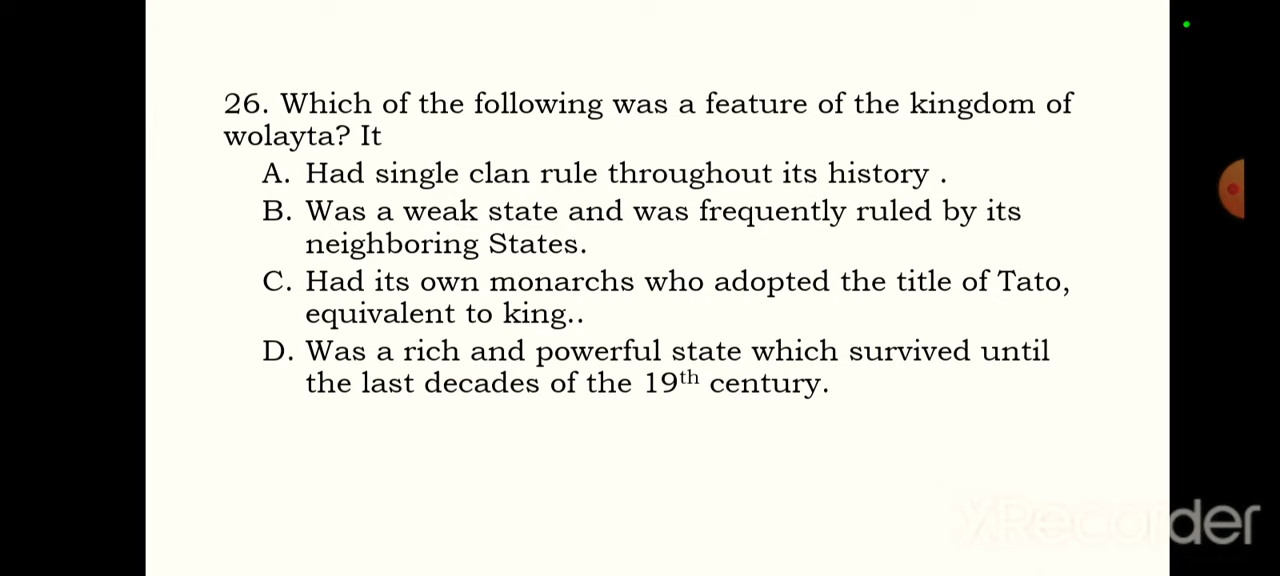 26. Which of the following was a feature of the kingdom of
wolayta? It
A. Had single clan rule throughout its history .
B. Was a weak state and was frequently ruled by its
neighboring States.
C. Had its own monarchs who adopted the title of Tato,
equivalent to king..
D. Was a rich and powerful state which survived until
the last decades of the 19th century.
XRecorder